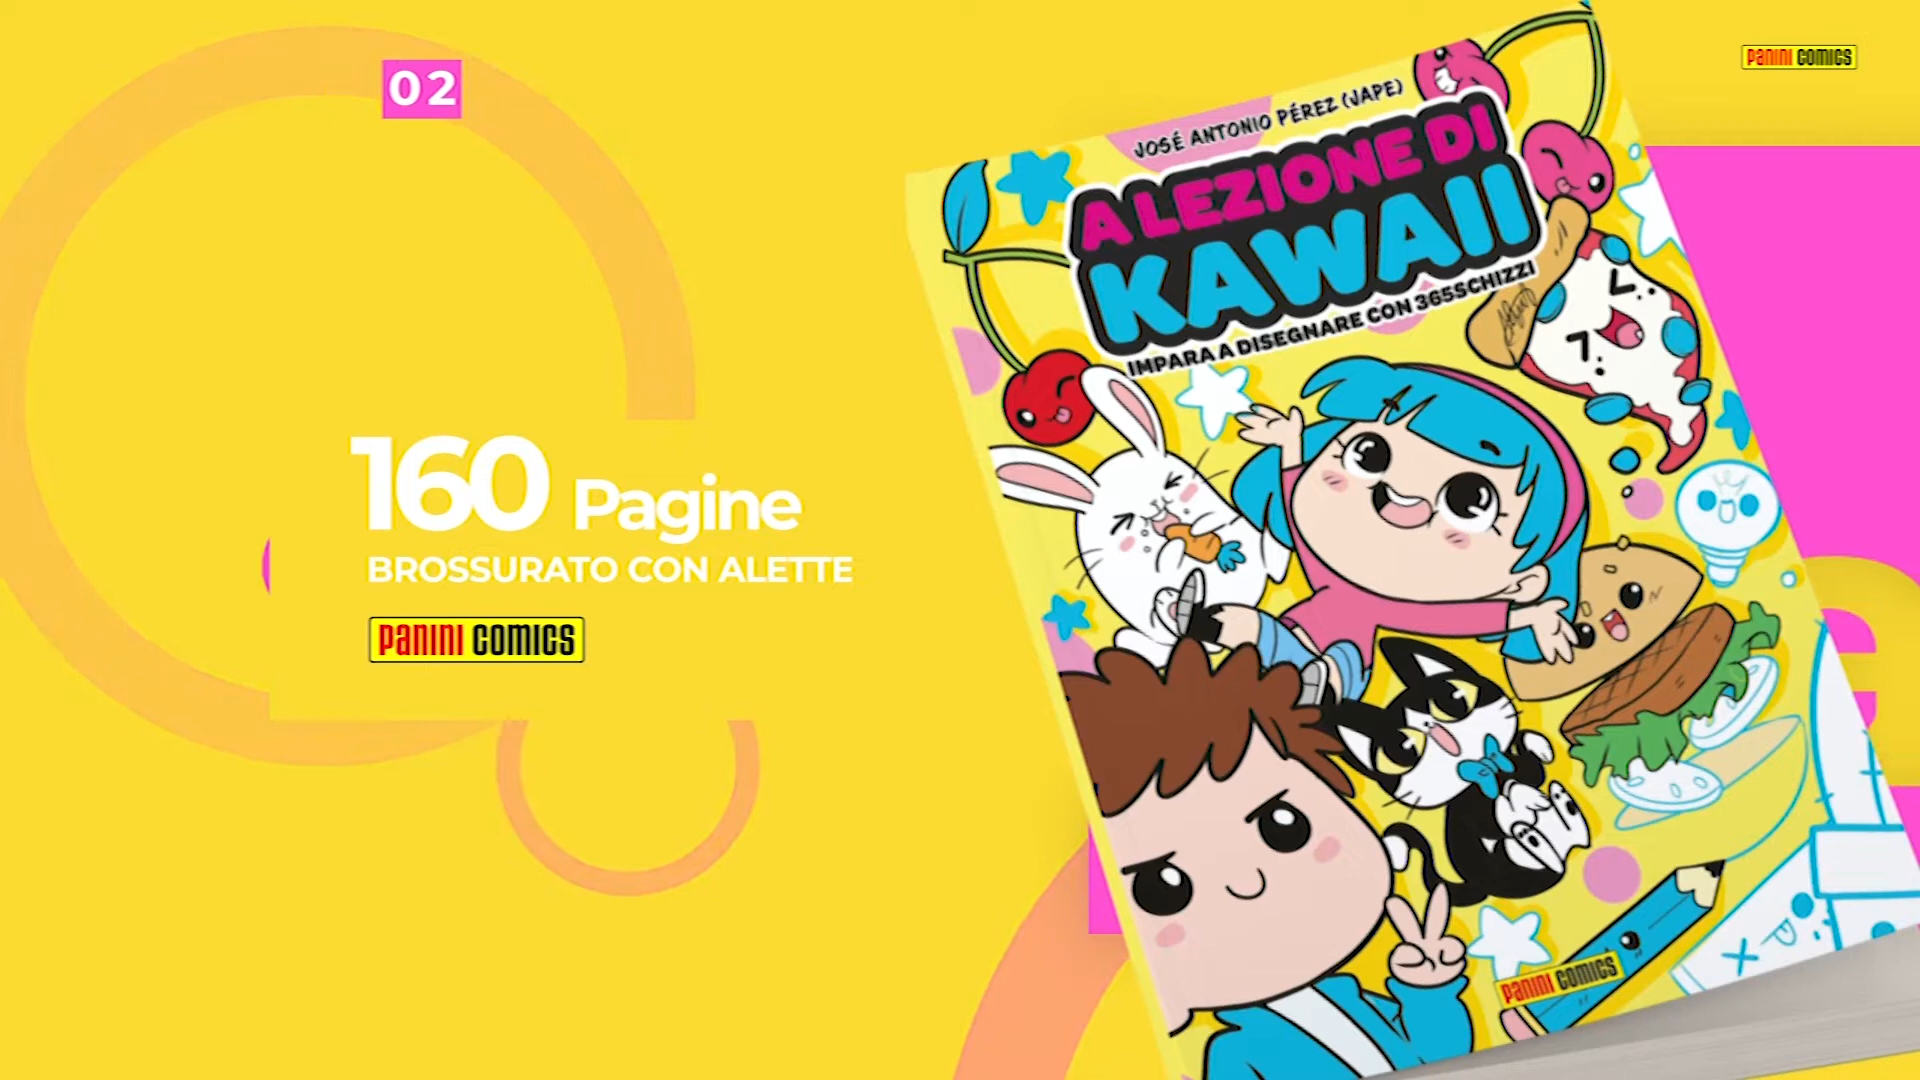 02
PANINI COMICS
JOSÉ ANTONIO PÉREZ (JAPE)
A LEZIONE DI
KAWAII
IMPARA A DISEGNARE CON 365SCHIZZI
160 Pagine
BROSSURATO CON ALETTE
PANINI COMICS
PANINI COMICS